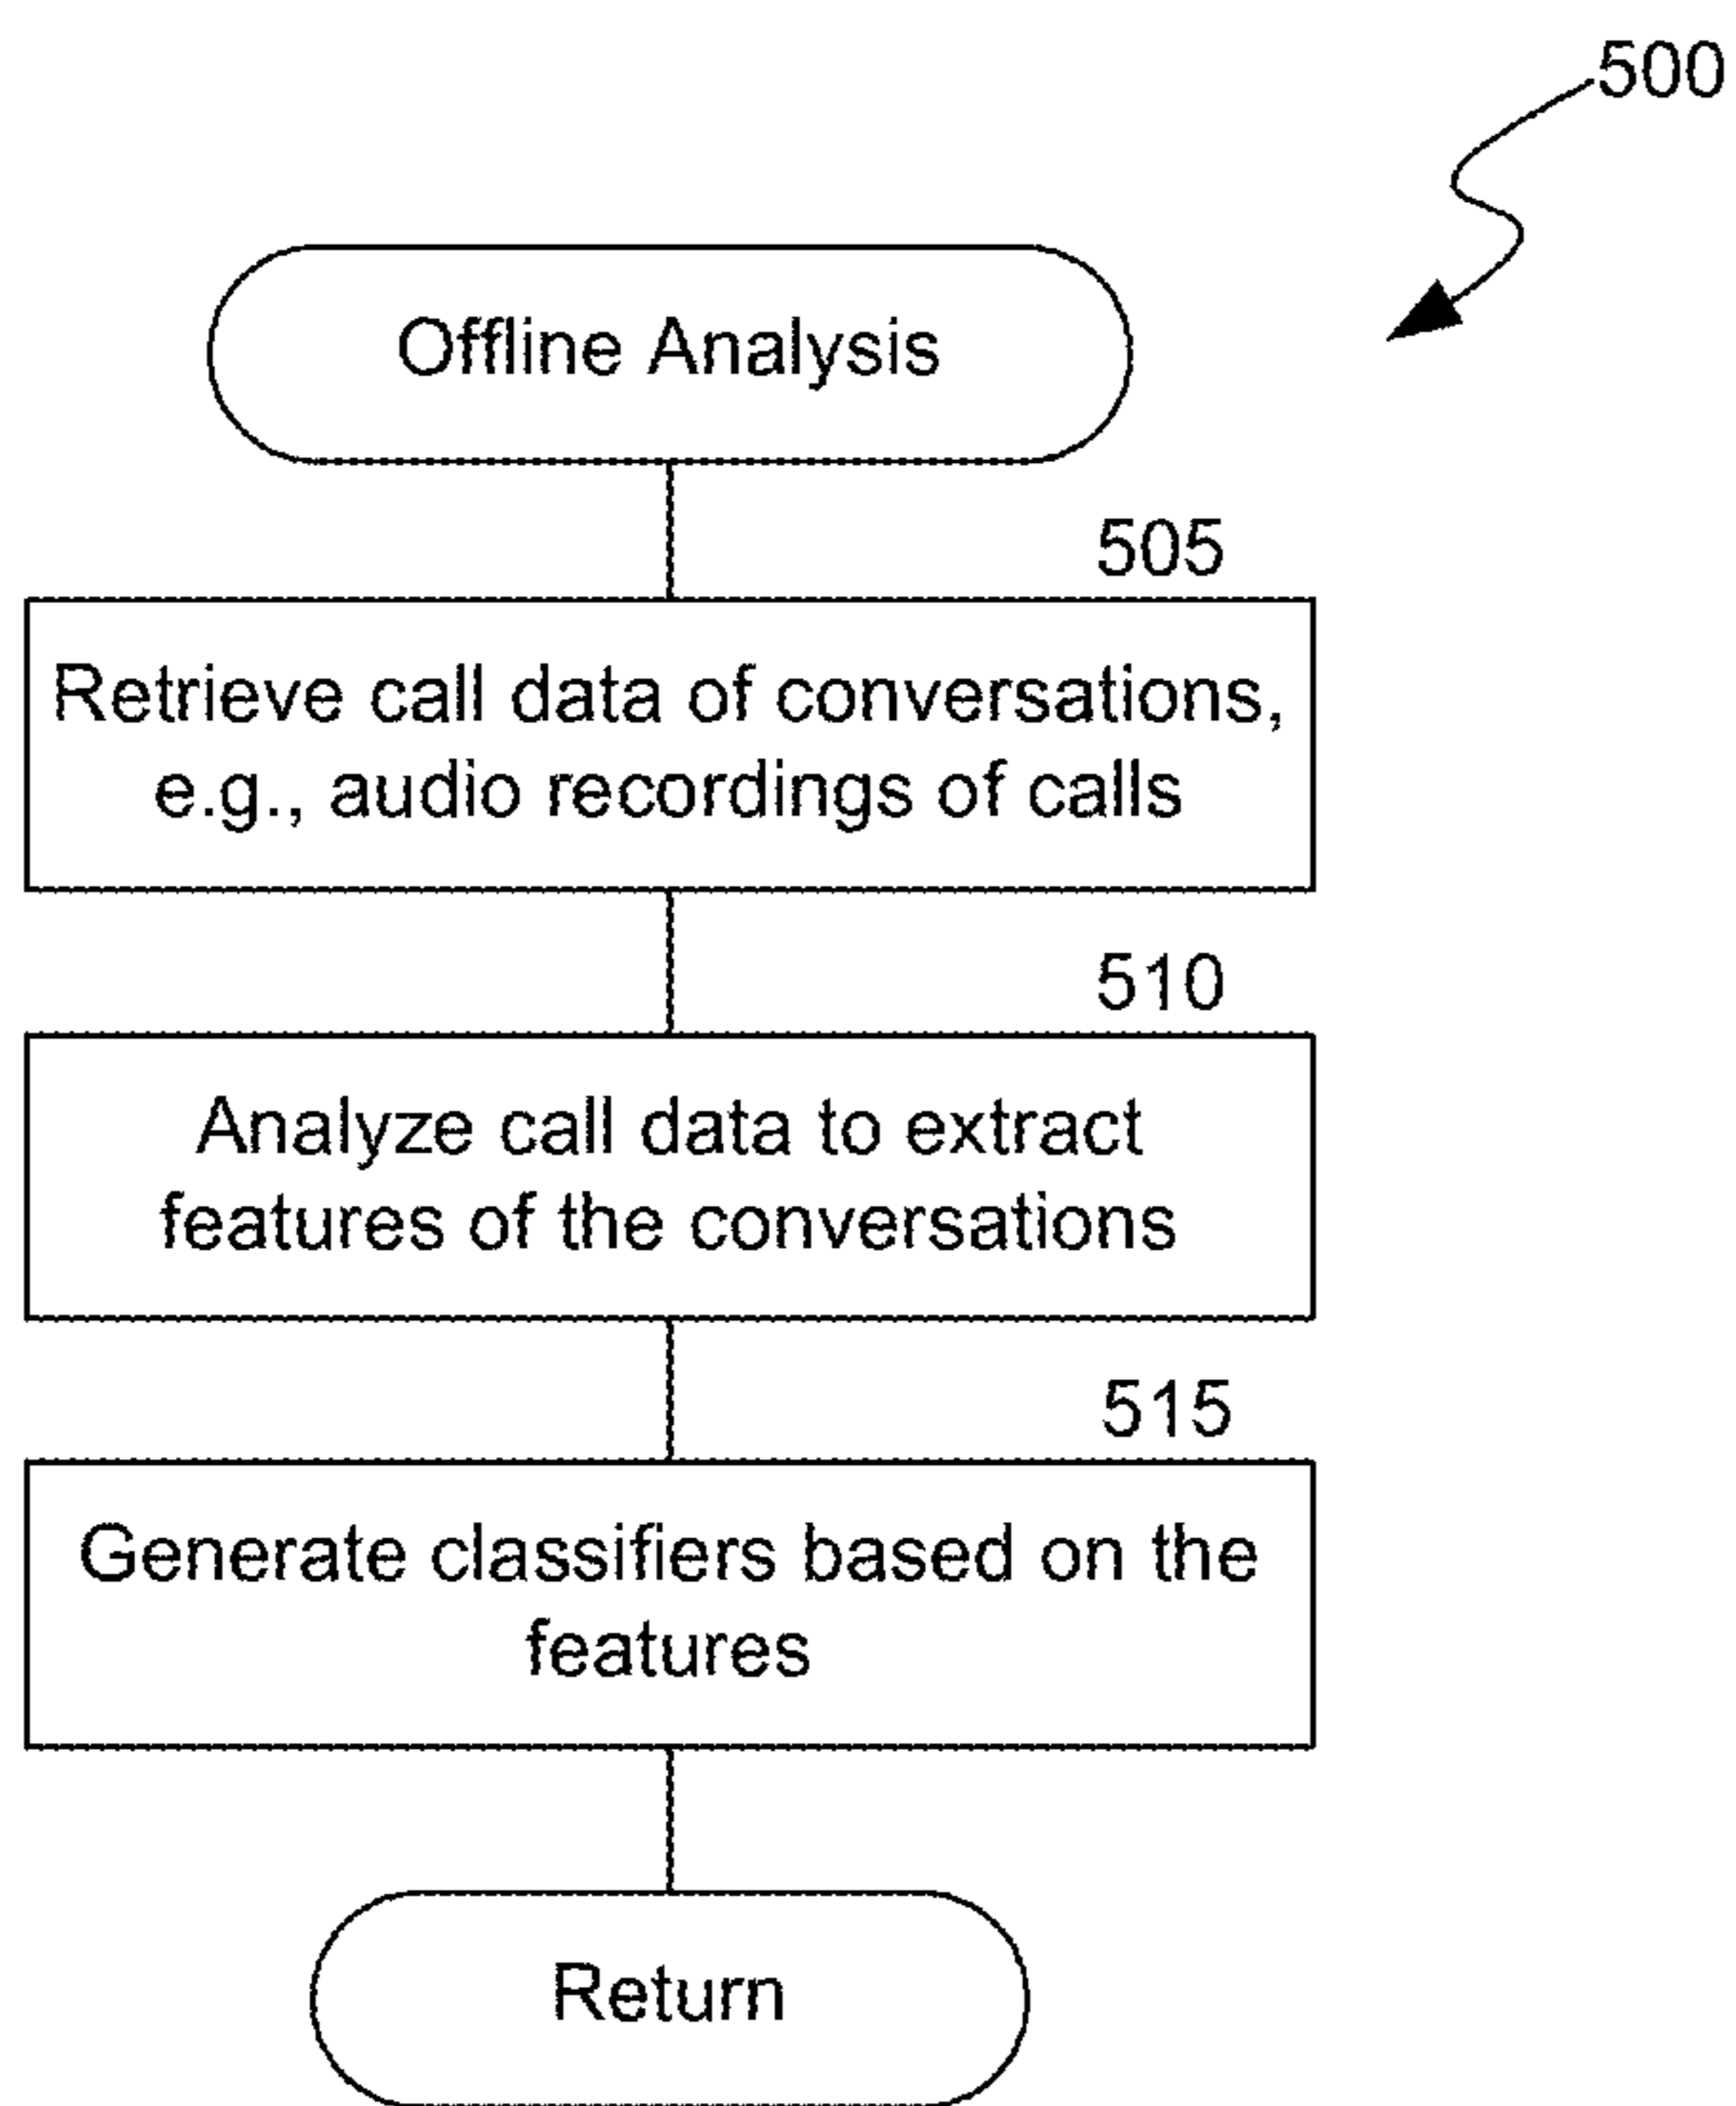 500
Offline Analysis
505
Retrieve call data of conversations,
e.g., audio recordings of calls
510
Analyze call data to extract
features of the conversations
515
Generate classifiers based on the
features
Return